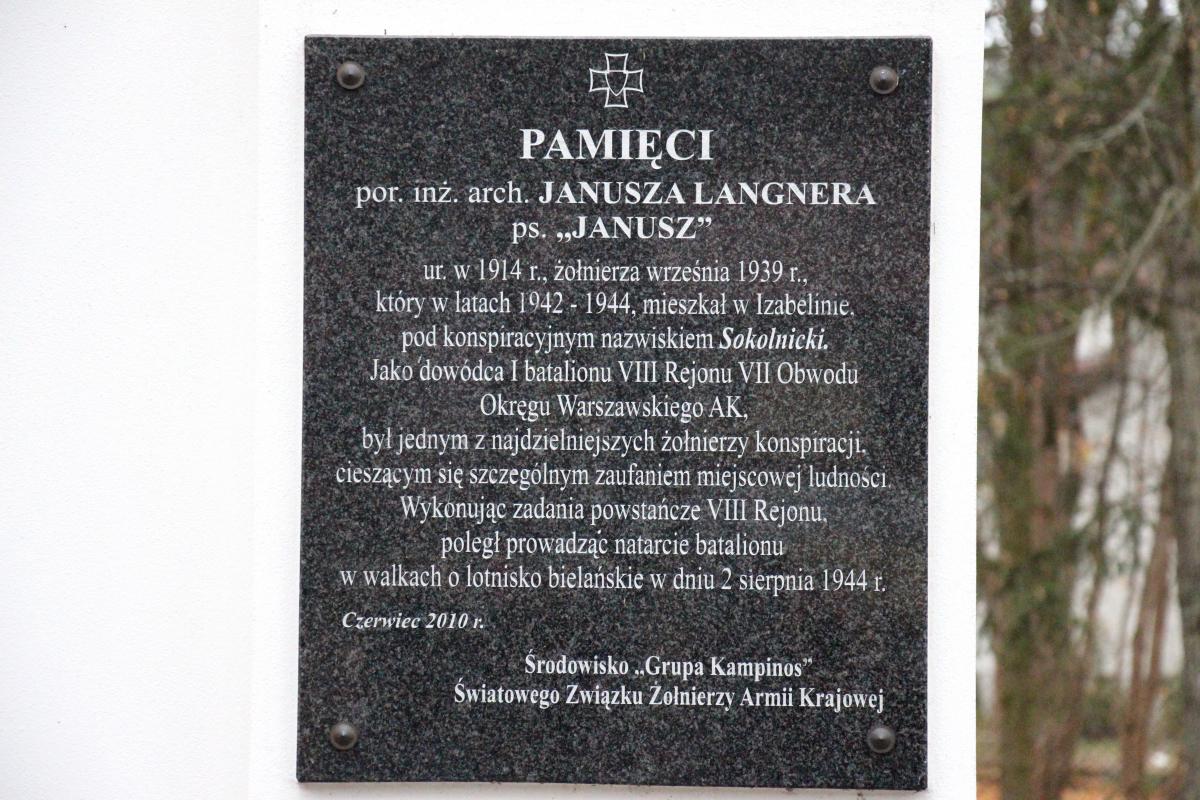 PAMIĘCI
por. inż. arch. JANUSZA LANGNERA
ps. „JANUSZ”
ur. w 1914 r., żołnierza września 1939 r.,
który w latach 1942 - 1944, mieszkał w Izabelinie,
pod konspiracyjnym nazwiskiem Sokolnicki.
Jako dowódca I batalionu VIII Rejonu VII Obwodu
Okręgu Warszawskiego AK,
był jednym z najdzielniejszych żołnierzy konspiracji,
cieszącym się szczególnym zaufaniem miejscowej ludności.
Wykonując zadania powstańcze VIII Rejonu,
poległ prowadząc natarcie batalionu
w walkach o lotnisko bielańskie w dniu 2 sierpnia 1944 r.
Czerwiec 2010 r.
Środowisko „Grupa Kampinos”
Światowego Związku Żołnierzy Armii Krajowej